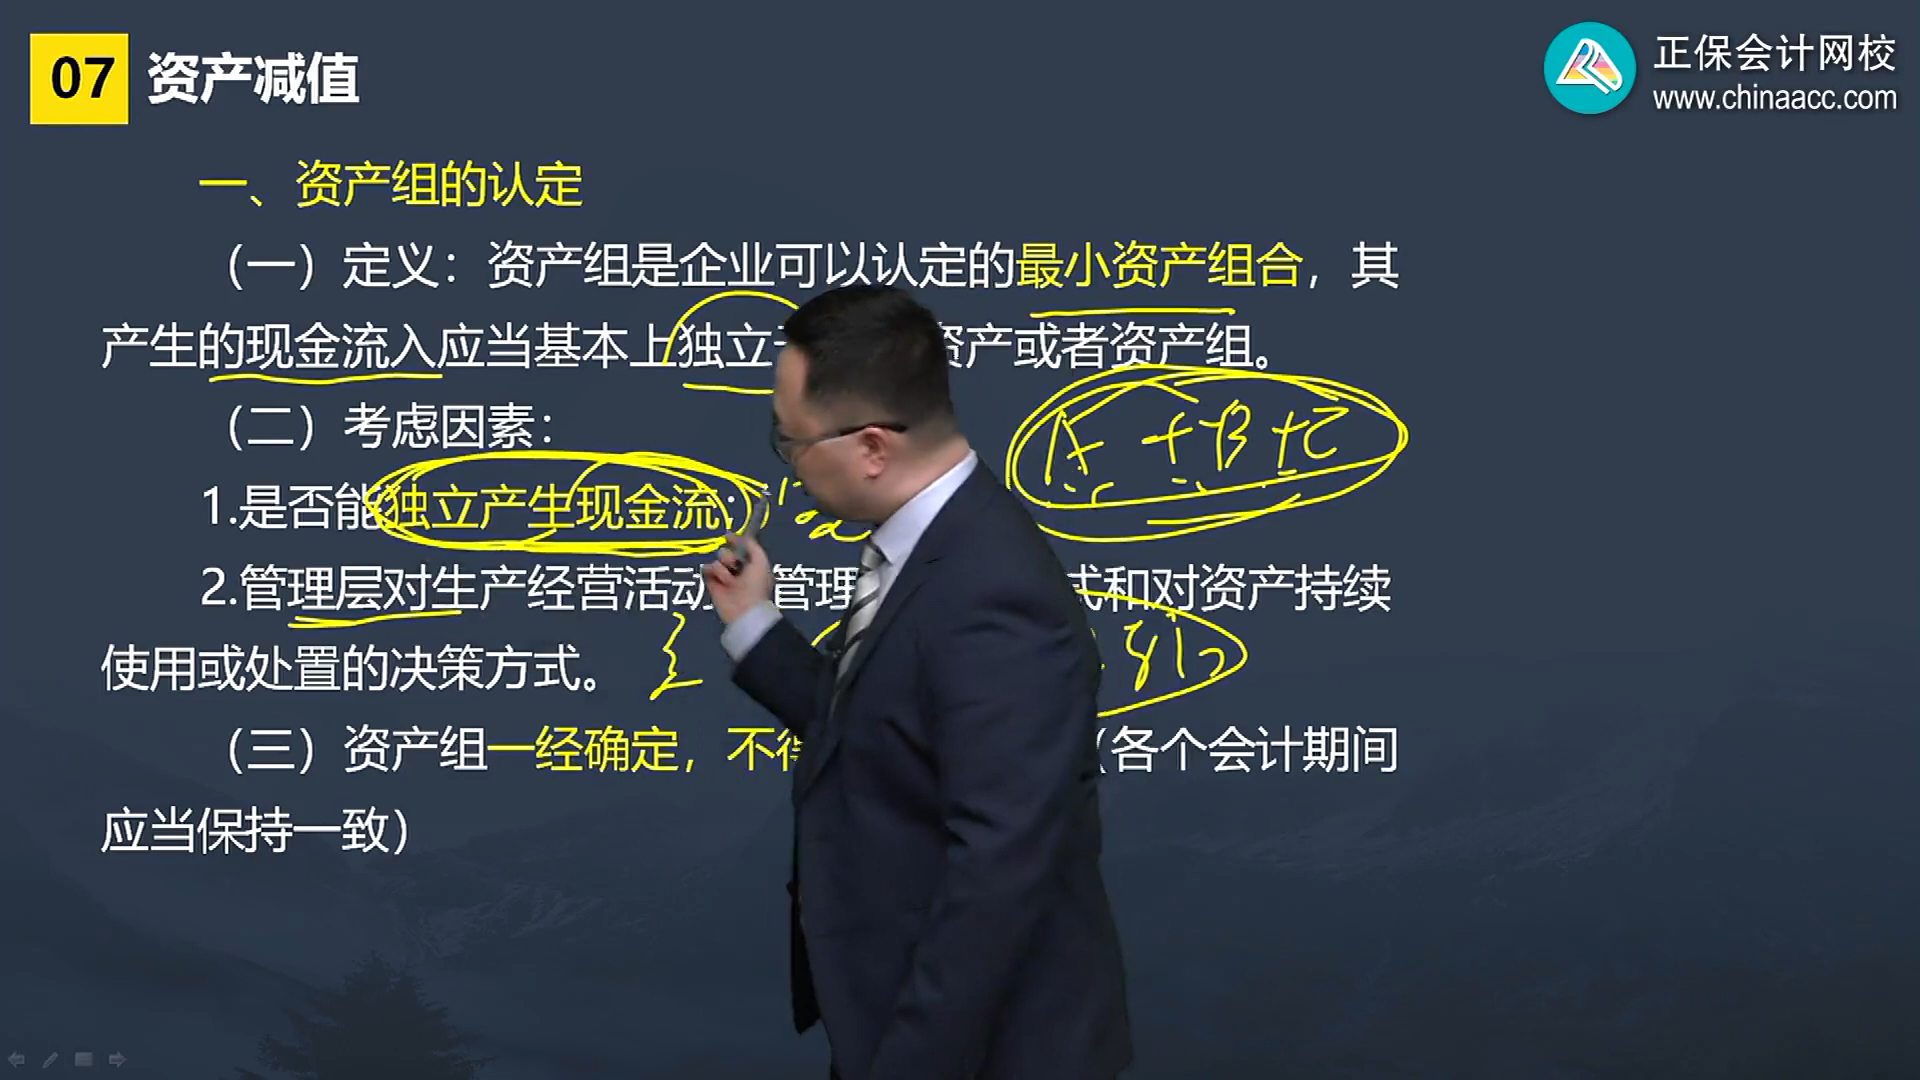 07 资产减值
正保会计网校
www.chinaacc.com
一、资产组的认定
（一）定义：资产组是企业可以认定的最小资产组合，其
产生的现金流入应当基本上独立 资产或者资产组。
（二）考虑因素：
A+B+C
1.是否能独立产生现金流；
2.管理层对生产经营活动 管理 式和对资产持续
使用或处置的决策方式。
（三）资产组一经确定，不得 （各个会计期间
应当保持一致）